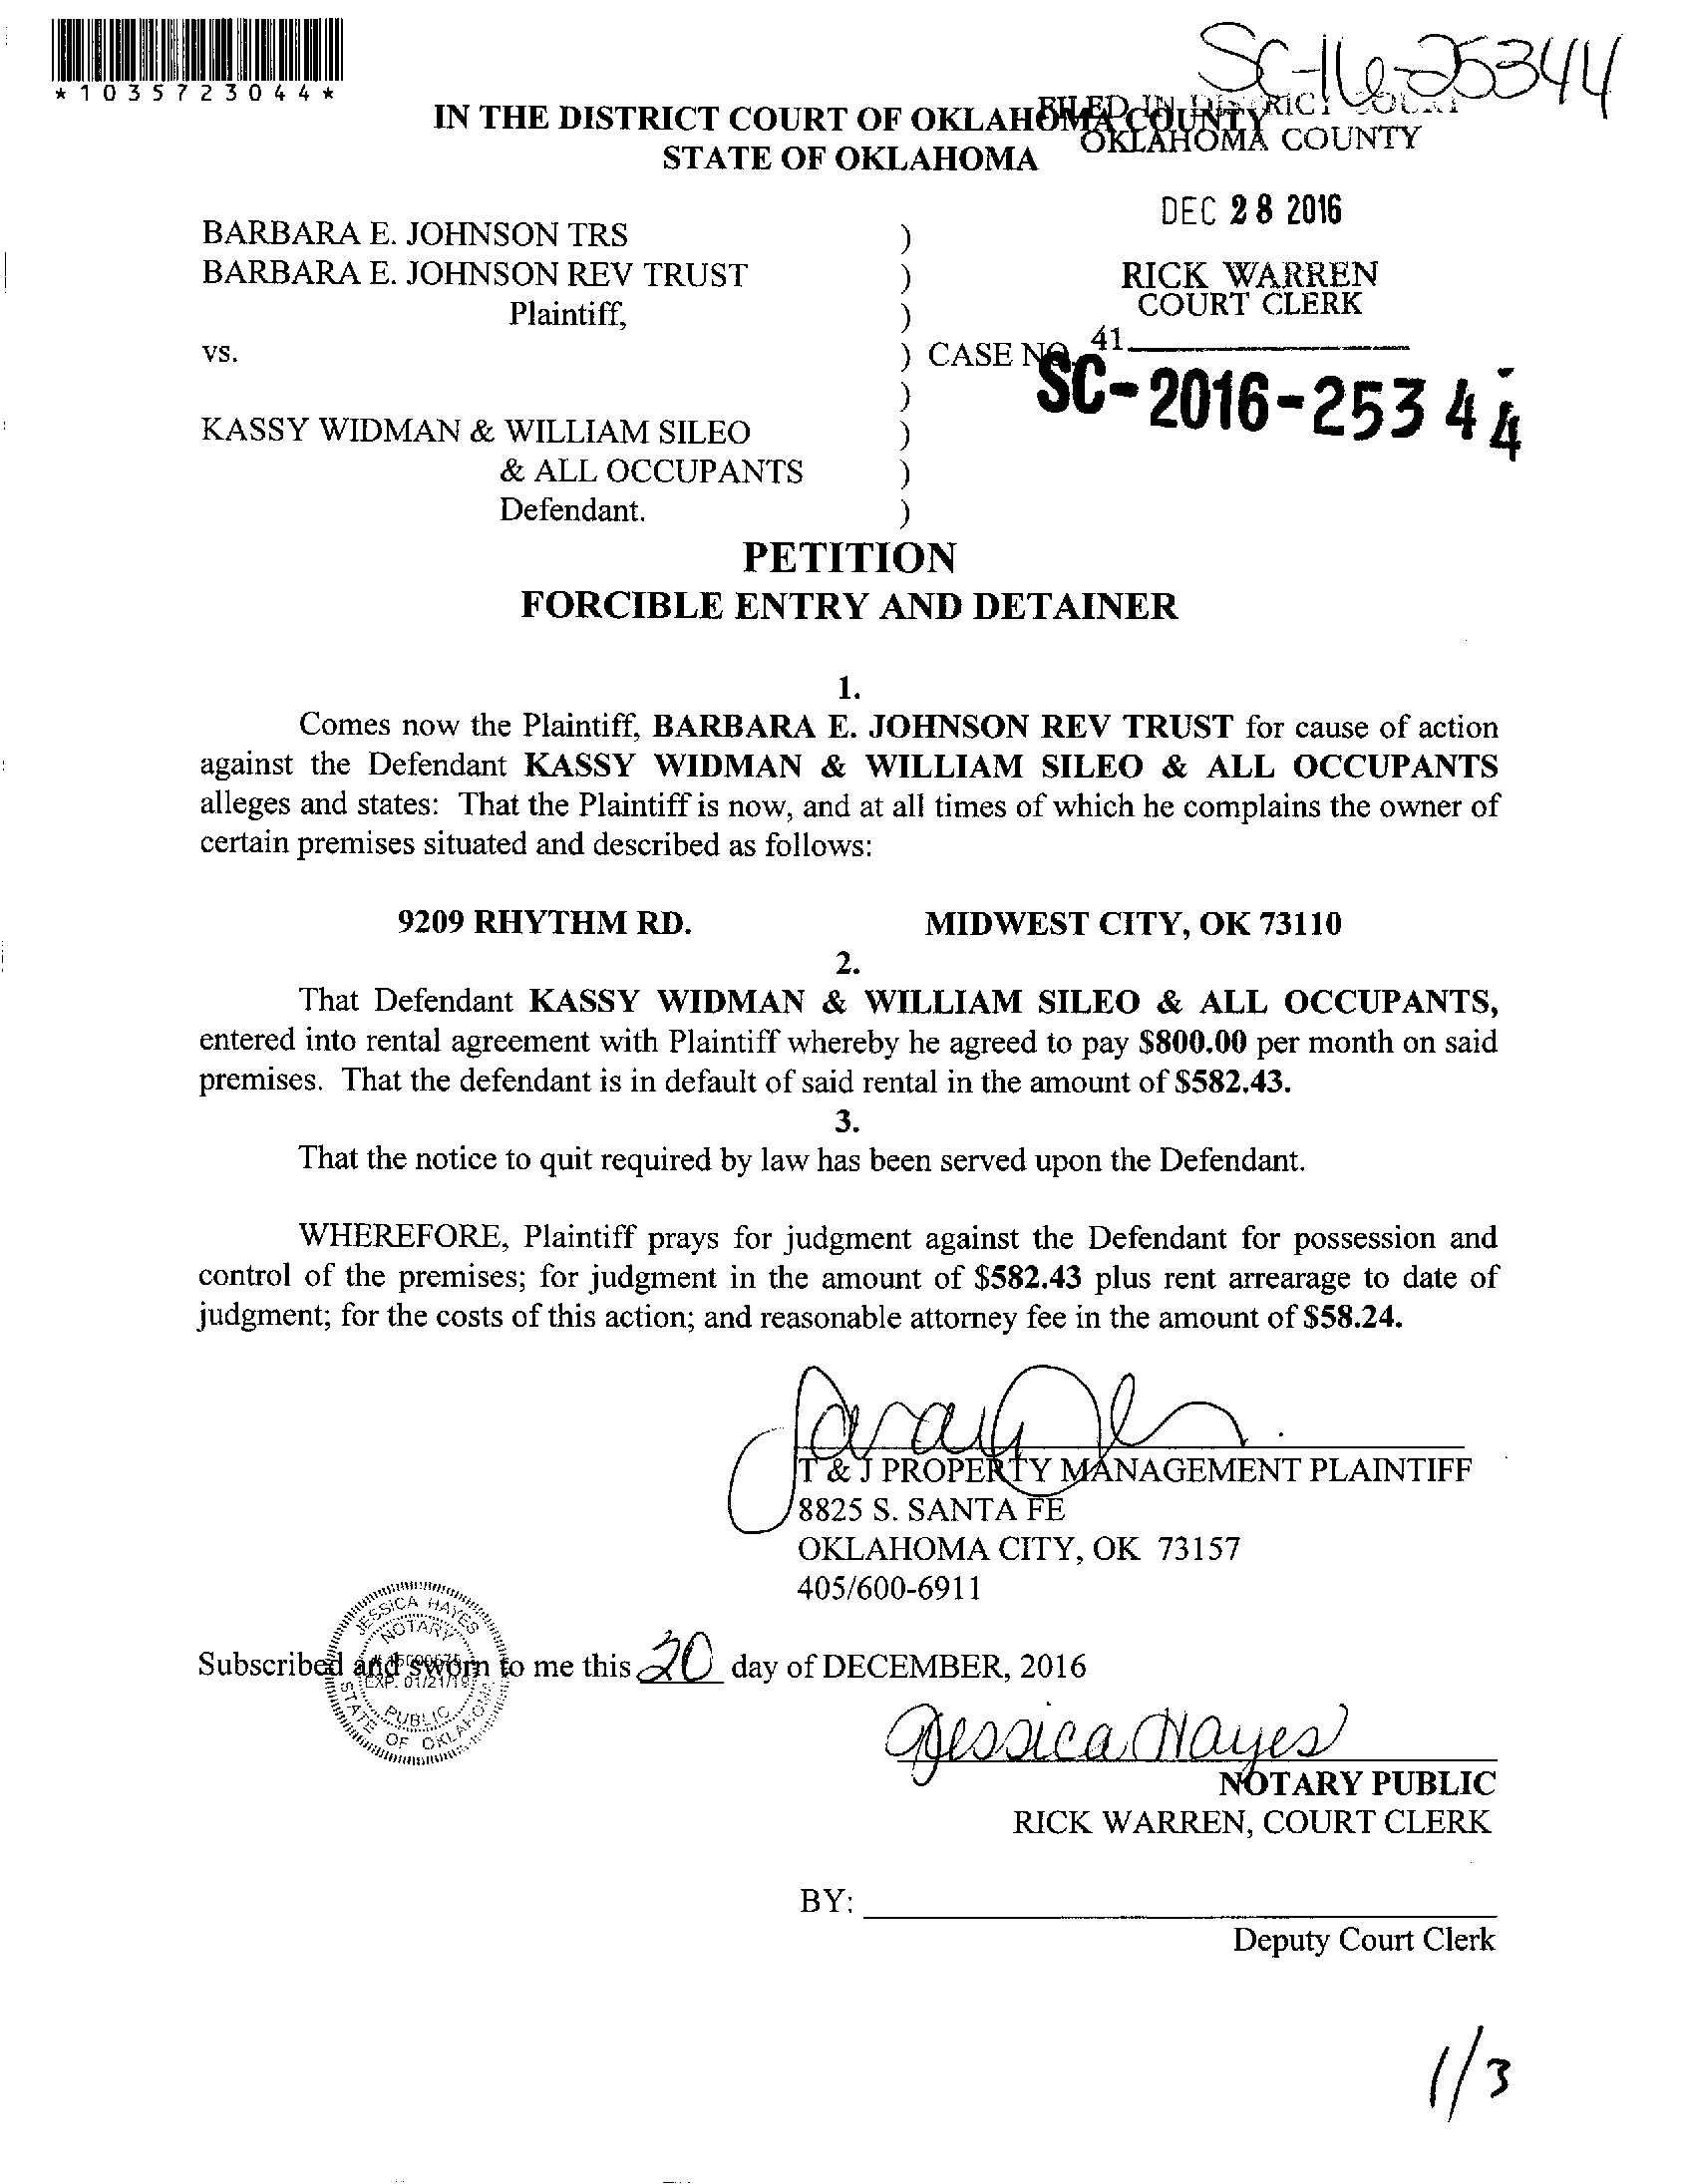 *1035723044*
SC-16-25344
IN THE DISTRICT COURT OF OKLAHOMA COUNTY
STATE OF OKLAHOMA
FILED IN DISTRICT COURT
OKLAHOMA COUNTY
DEC 28 2016
RICK WARREN
COURT CLERK
41
BARBARA E. JOHNSON TRS )
BARBARA E. JOHNSON REV TRUST )
Plaintiff, )
vs. ) CASE NO.
)
SC-2016-25344
KASSY WIDMAN & WILLIAM SILEO )
& ALL OCCUPANTS )
Defendant. )
PETITION
FORCIBLE ENTRY AND DETAINER
1.
Comes now the Plaintiff, BARBARA E. JOHNSON REV TRUST for cause of action
against the Defendant KASSY WIDMAN & WILLIAM SILEO & ALL OCCUPANTS
alleges and states: That the Plaintiff is now, and at all times of which he complains the owner of
certain premises situated and described as follows:
9209 RHYTHM RD. MIDWEST CITY, OK 73110
2.
That Defendant KASSY WIDMAN & WILLIAM SILEO & ALL OCCUPANTS,
entered into rental agreement with Plaintiff whereby he agreed to pay $800.00 per month on said
premises. That the defendant is in default of said rental in the amount of $582.43.
3.
That the notice to quit required by law has been served upon the Defendant.
WHEREFORE, Plaintiff prays for judgment against the Defendant for possession and
control of the premises; for judgment in the amount of $582.43 plus rent arrearage to date of
judgment; for the costs of this action; and reasonable attorney fee in the amount of $58.24.
T & J PROPERTY MANAGEMENT PLAINTIFF
8825 S. SANTA FE
OKLAHOMA CITY, OK 73157
405/600-6911
JESSICA HAYES
NOTARY
EXP. 01/21/19
PUBLIC
STATE OF OKLAHOMA
Subscribed and sworn to me this 20 day of DECEMBER, 2016
Jessica Hayes
NOTARY PUBLIC
RICK WARREN, COURT CLERK
BY:
Deputy Court Clerk
1/3